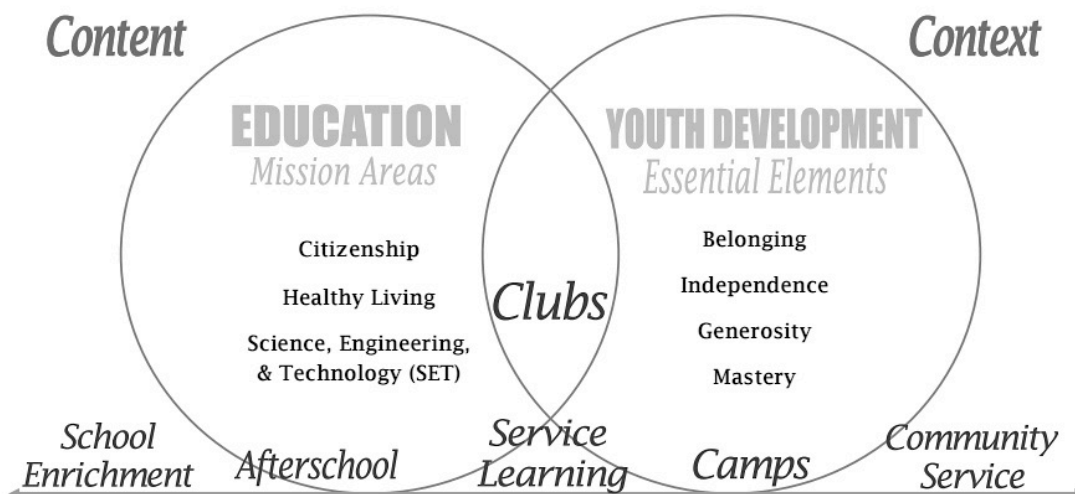 Content
Context
EDUCATION
Mission Areas
YOUTH DEVELOPMENT
Essential Elements
Citizenship
Healthy Living
Science, Engineering,
& Technology (SET)
Clubs
Belonging
Independence
Generosity
Mastery
School
Enrichment
Afterschool
Service
Learning
Camps
Community
Service